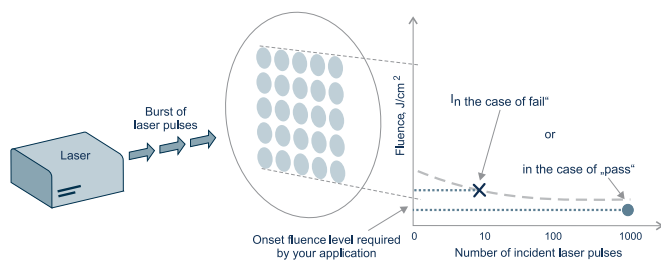 Burst of
laser pulses
Laser
Fluence, J/cm²
In the case of fail“
or
in the case of „pass“
Onset fluence level required
by your application
0
10
100
1000
Number of incident laser pulses